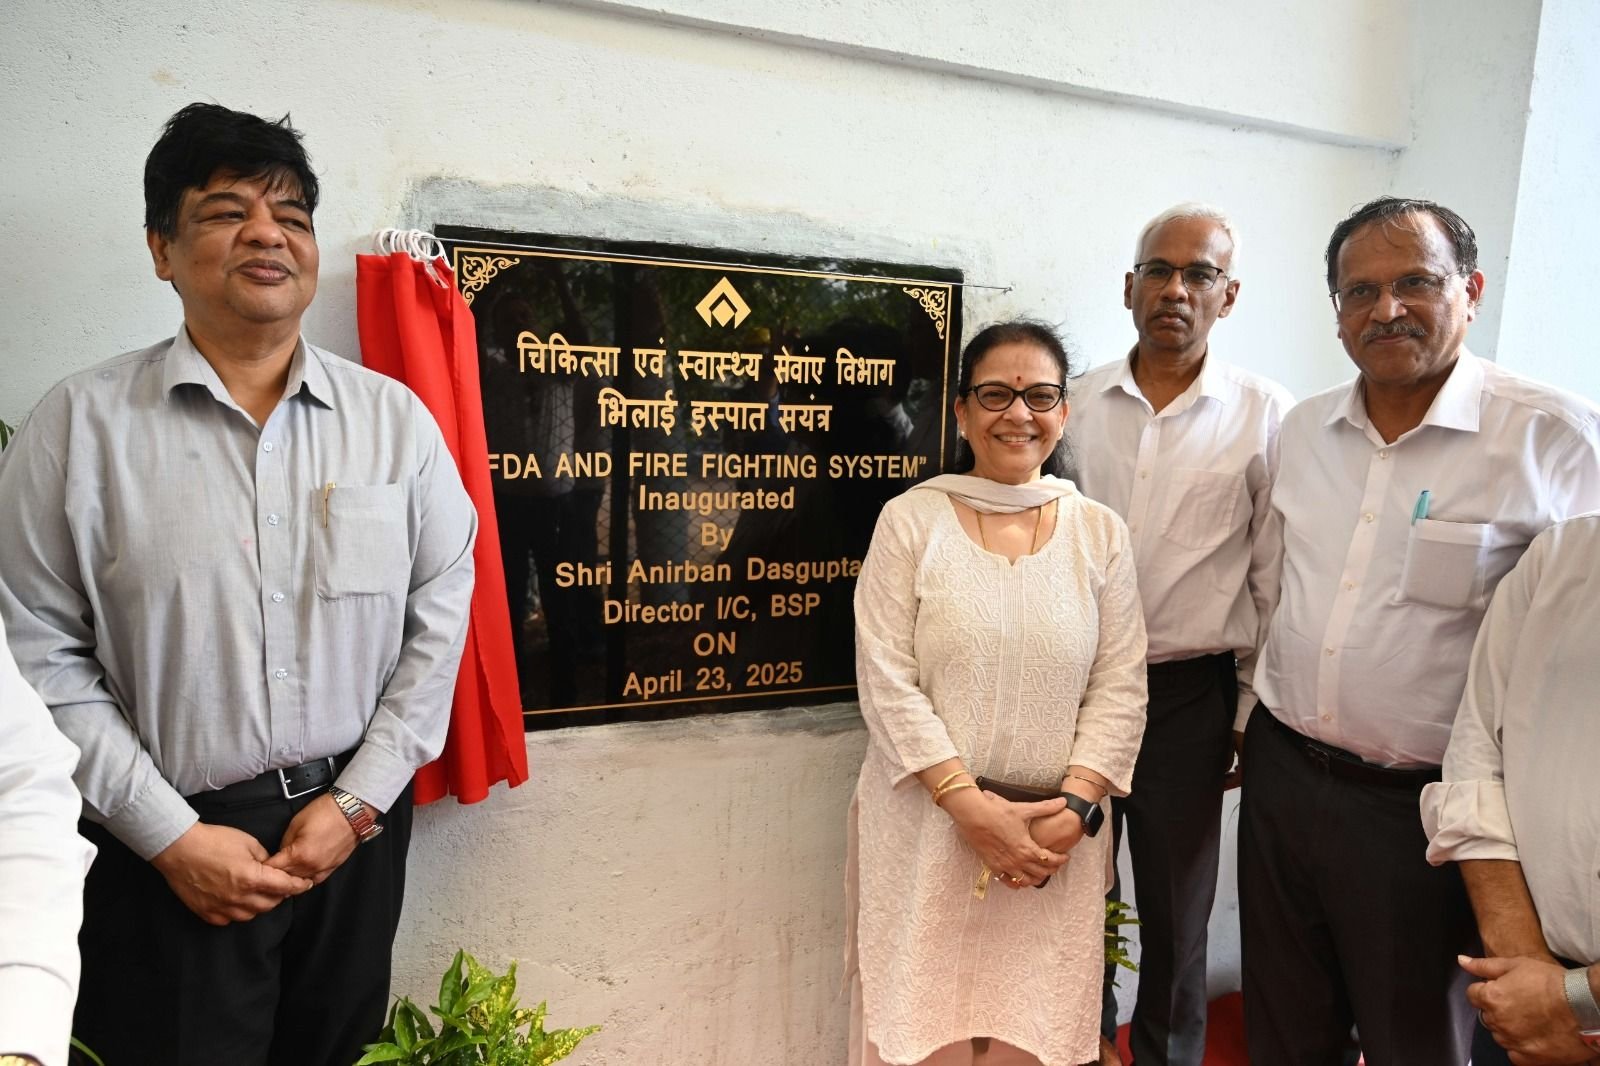 चिकित्सा एवं स्वास्थ्य सेवांए विभाग
भिलाई इस्पात सयंत्र
FDA AND FIRE FIGHTING SYSTEM”
Inaugurated
By
Shri Anirban Dasgupta
Director I/C, BSP
ON
April 23, 2025